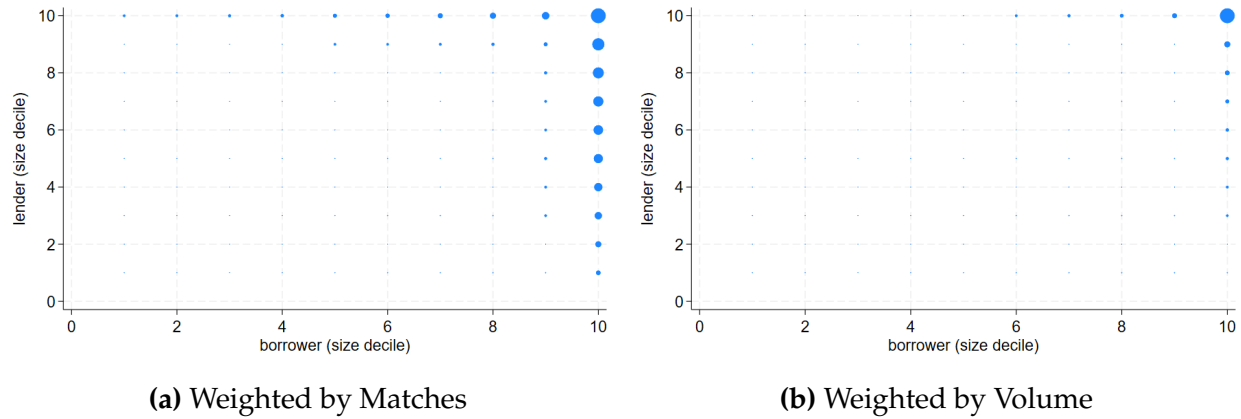 10
8
6
4
2
0
lender (size decile)
0 2 4 6 8 10
borrower (size decile)
(a) Weighted by Matches
10
8
6
4
2
0
lender (size decile)
0 2 4 6 8 10
borrower (size decile)
(b) Weighted by Volume